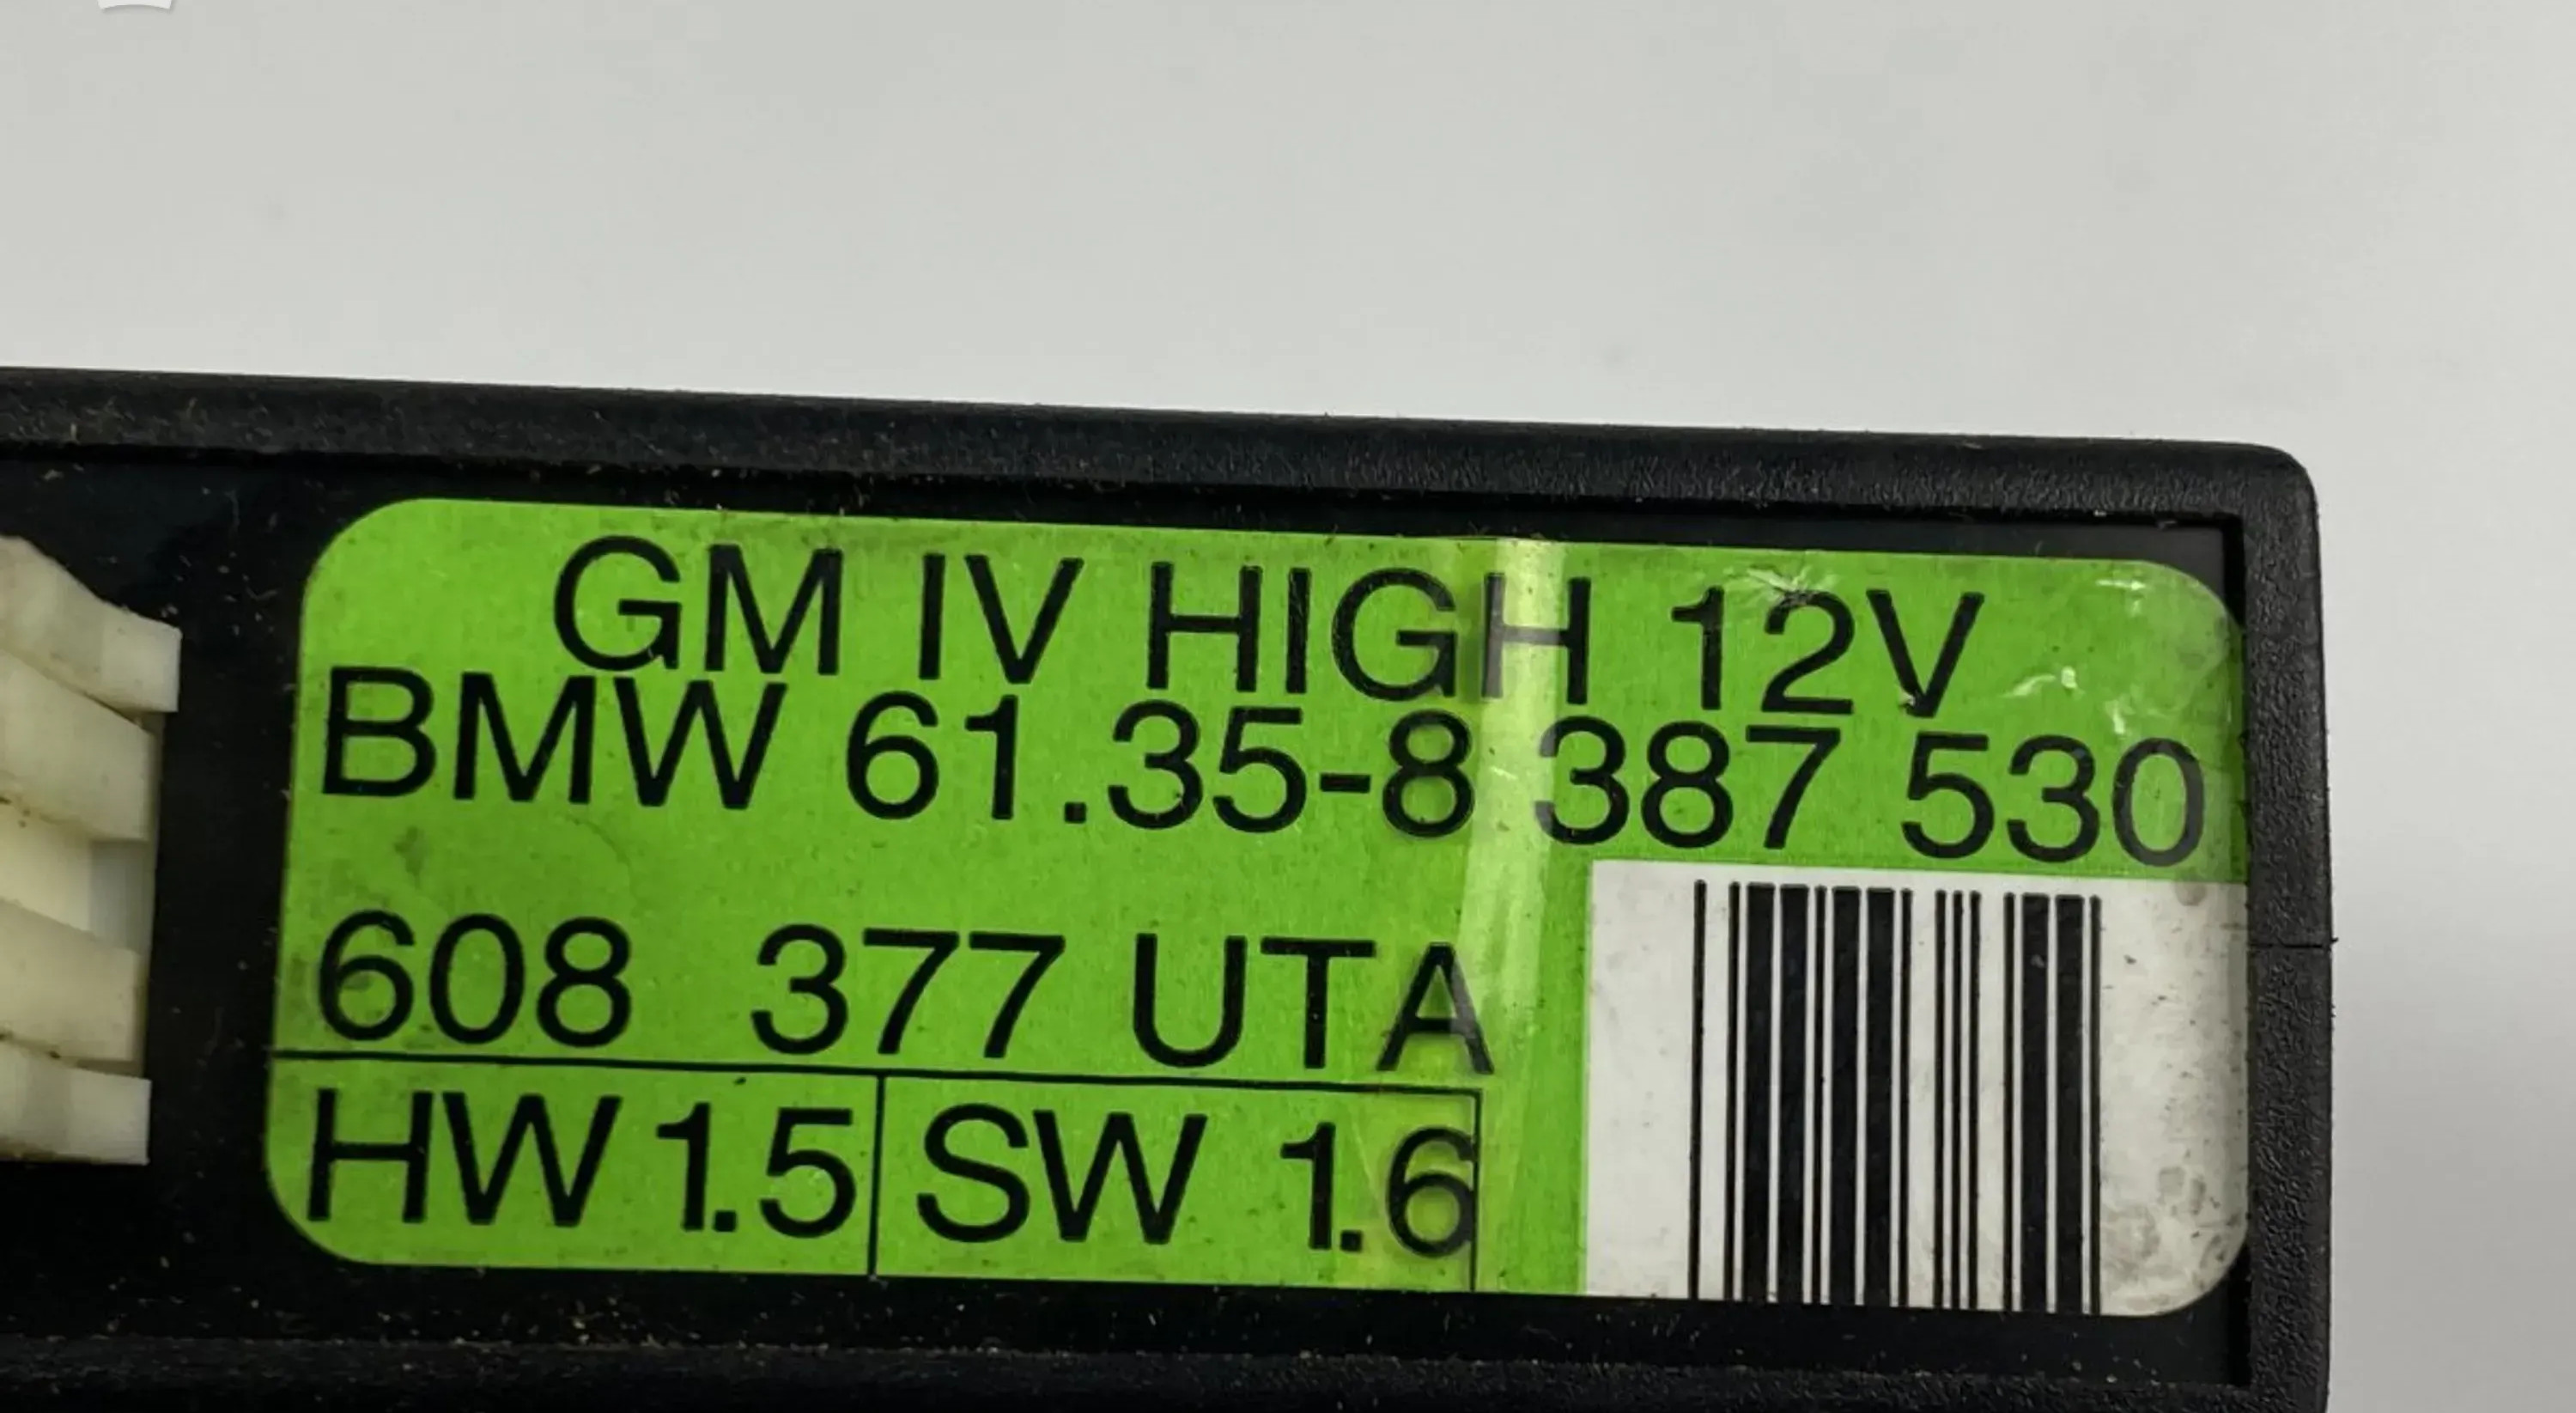 GM IV HIGH 12V
BMW 61.35-8 387 530
608 377 UTA
HW 1.5 SW 1.6